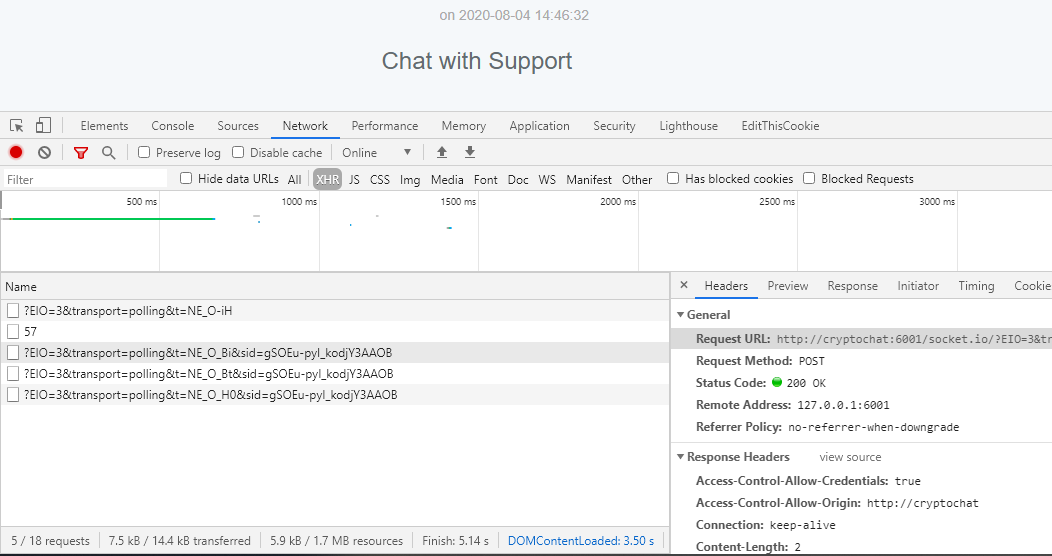 on 2020-08-04 14:46:32
Chat with Support
Elements Console Sources Network Performance Memory Application Security Lighthouse EditThisCookie
Preserve log Disable cache Online ▼
Filter Hide data URLs All XHR JS CSS Img Media Font Doc WS Manifest Other Has blocked cookies Blocked Requests
500 ms 1000 ms 1500 ms 2000 ms 2500 ms 3000 ms
Name
?EIO=3&transport=polling&t=NE_O-iH
57
?EIO=3&transport=polling&t=NE_O_Bi&sid=gSOEu-pyl_kodjY3AAOB
?EIO=3&transport=polling&t=NE_O_Bt&sid=gSOEu-pyl_kodjY3AAOB
?EIO=3&transport=polling&t=NE_O_H0&sid=gSOEu-pyl_kodjY3AAOB
5 / 18 requests 7.5 kB / 14.4 kB transferred 5.9 kB / 1.7 MB resources Finish: 5.14 s DOMContentLoaded: 3.50 s
× Headers Preview Response Initiator Timing Cookie
▼ General
Request URL: http://cryptochat:6001/socket.io/?EIO=3&tr
Request Method: POST
Status Code: 200 OK
Remote Address: 127.0.0.1:6001
Referrer Policy: no-referrer-when-downgrade
▼ Response Headers view source
Access-Control-Allow-Credentials: true
Access-Control-Allow-Origin: http://cryptochat
Connection: keep-alive
Content-Length: 2